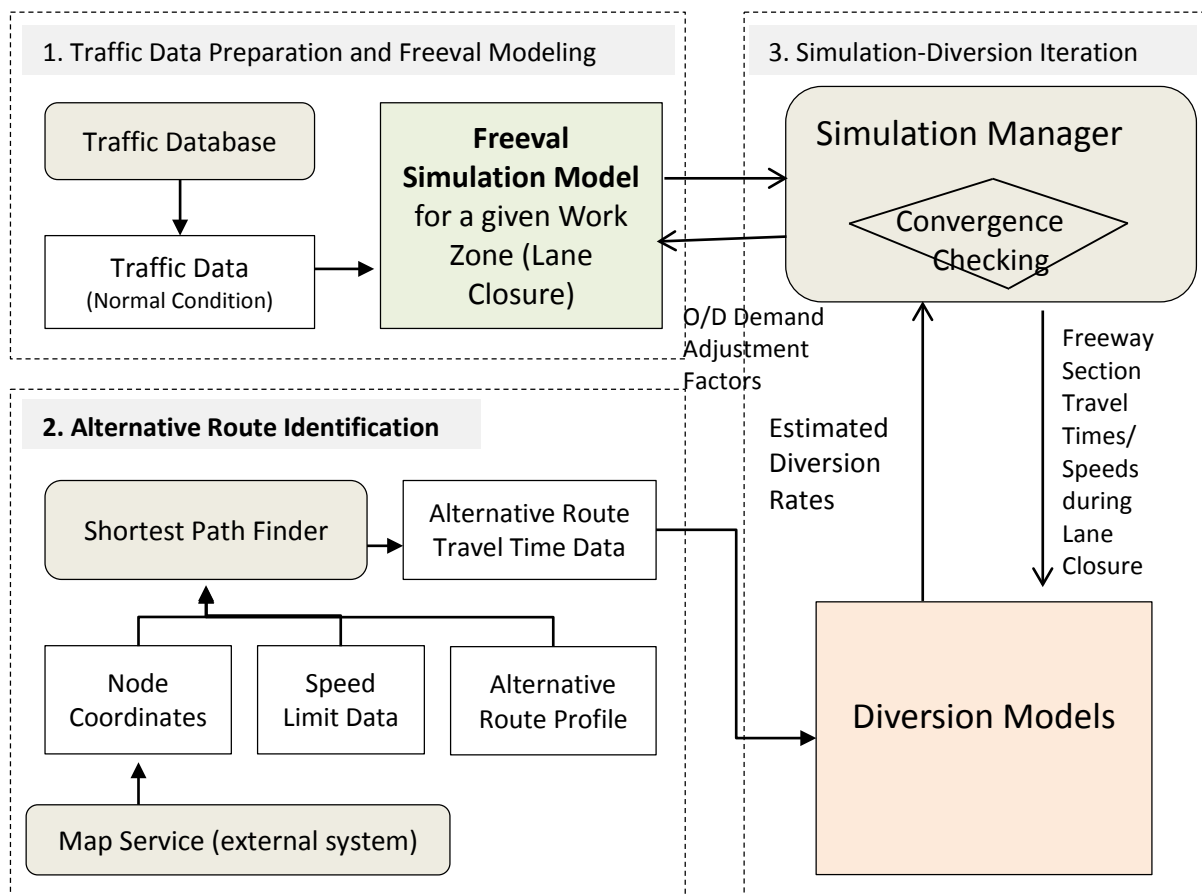 1. Traffic Data Preparation and Freeval Modeling
Traffic Database
Traffic Data
(Normal Condition)
Freeval
Simulation Model
for a given Work
Zone (Lane
Closure)
3. Simulation-Diversion Iteration
Simulation Manager
Convergence
Checking
O/D Demand
Adjustment
Factors
Estimated
Diversion
Rates
Freeway
Section
Travel
Times/
Speeds
during
Lane
Closure
2. Alternative Route Identification
Shortest Path Finder
Alternative Route
Travel Time Data
Node
Coordinates
Speed
Limit Data
Alternative
Route Profile
Map Service (external system)
Diversion Models